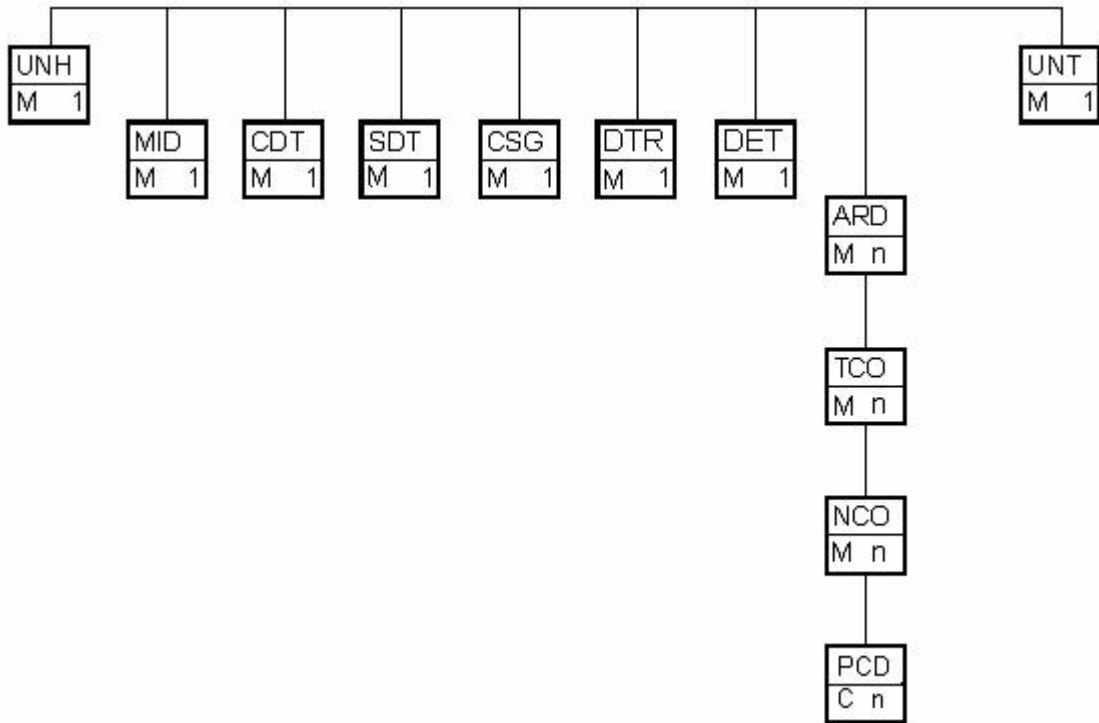 UNH
M 1
UNT
M 1
MID
M 1
CDT
M 1
SDT
M 1
CSG
M 1
DTR
M 1
DET
M 1
ARD
M n
TCO
M n
NCO
M n
PCD
C n